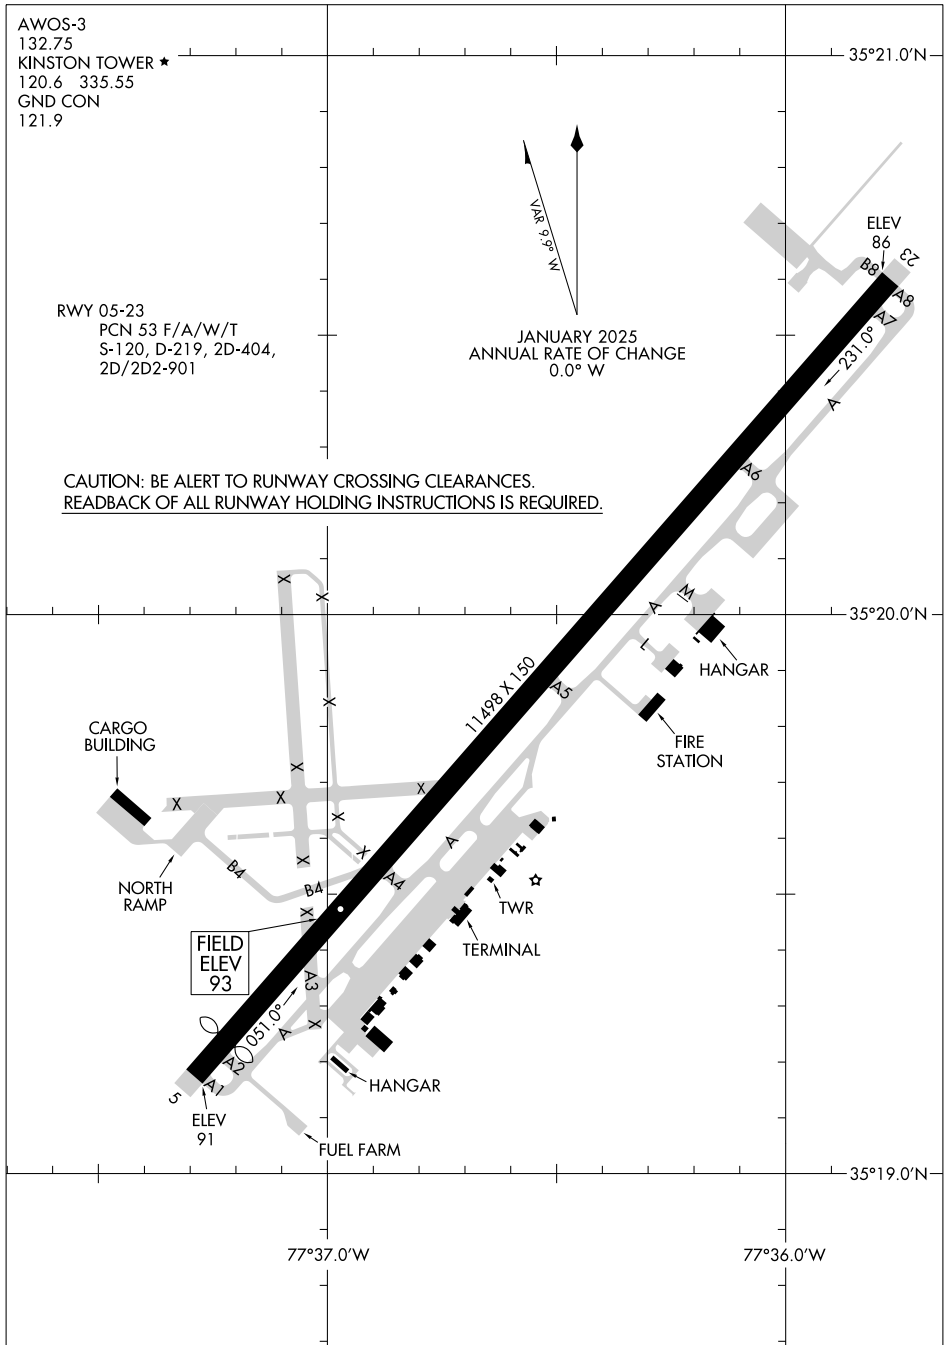 AWOS-3
132.75
KINSTON TOWER ★
120.6 335.55
GND CON
121.9
35°21.0'N
VAR 9.9° W
JANUARY 2025
ANNUAL RATE OF CHANGE
0.0° W
ELEV
86
23
B8
A8
A7
231.0°
A
RWY 05-23
PCN 53 F/A/W/T
S-120, D-219, 2D-404,
2D/2D2-901
A6
CAUTION: BE ALERT TO RUNWAY CROSSING CLEARANCES.
READBACK OF ALL RUNWAY HOLDING INSTRUCTIONS IS REQUIRED.
X
X
M
A
35°20.0'N
L
HANGAR
11498 X 150
A5
X
FIRE
STATION
CARGO
BUILDING
X
X
X
X
X
A
X
X
B4
A4
B4
NORTH
RAMP
X
TWR
TERMINAL
FIELD
ELEV
93
A3
X
051.0°
A
A2
A1
HANGAR
5
ELEV
91
FUEL FARM
35°19.0'N
77°37.0'W
77°36.0'W